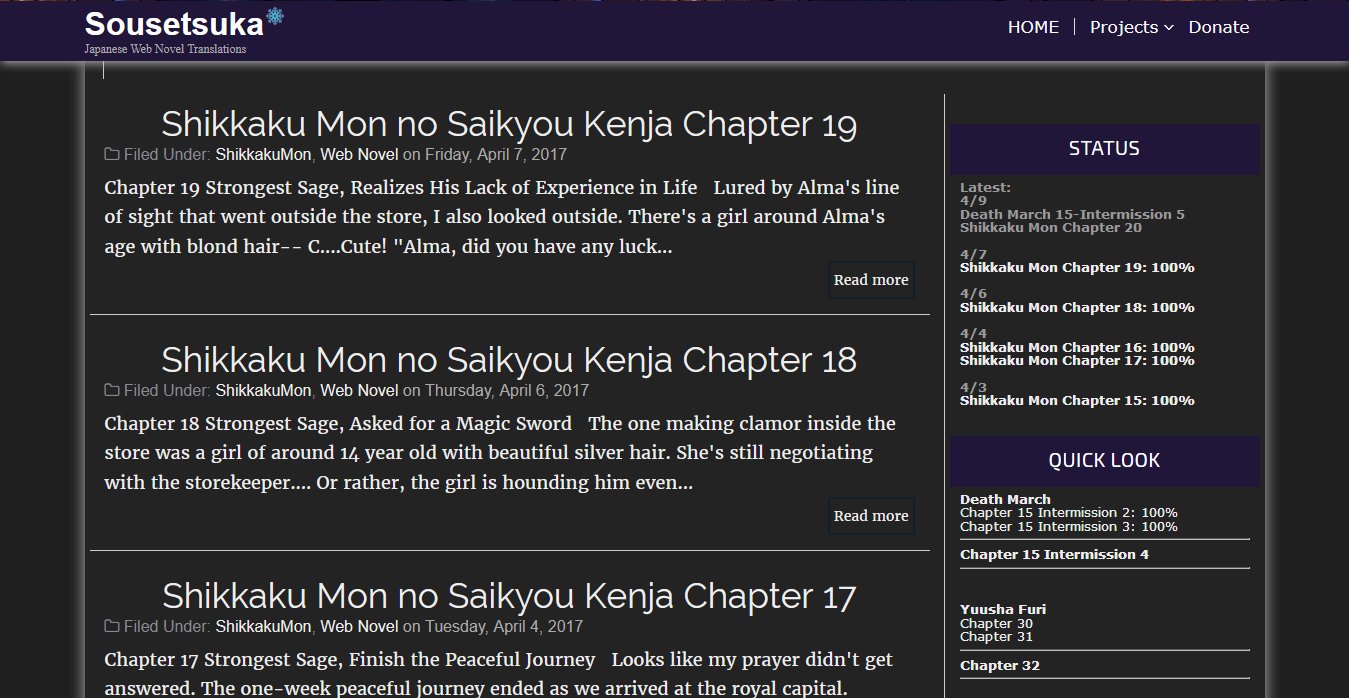 Sousetsuka
Japanese Web Novel Translations
HOME
Projects
Donate
Shikkaku Mon no Saikyou Kenja Chapter 19
Filed Under: ShikkakuMon, Web Novel on Friday, April 7, 2017
Chapter 19 Strongest Sage, Realizes His Lack of Experience in Life   Lured by Alma's line
of sight that went outside the store, I also looked outside. There's a girl around Alma's
age with blond hair-- C....Cute! "Alma, did you have any luck...
Read more
Shikkaku Mon no Saikyou Kenja Chapter 18
Filed Under: ShikkakuMon, Web Novel on Thursday, April 6, 2017
Chapter 18 Strongest Sage, Asked for a Magic Sword   The one making clamor inside the
store was a girl of around 14 year old with beautiful silver hair. She's still negotiating
with the storekeeper.... Or rather, the girl is hounding him even...
Read more
Shikkaku Mon no Saikyou Kenja Chapter 17
Filed Under: ShikkakuMon, Web Novel on Tuesday, April 4, 2017
Chapter 17 Strongest Sage, Finish the Peaceful Journey   Looks like my prayer didn't get
answered. The one-week peaceful journey ended as we arrived at the royal capital.
STATUS
Latest:
4/9
Death March 15-Intermission 5
Shikkaku Mon Chapter 20
4/7
Shikkaku Mon Chapter 19: 100%
4/6
Shikkaku Mon Chapter 18: 100%
4/4
Shikkaku Mon Chapter 16: 100%
Shikkaku Mon Chapter 17: 100%
4/3
Shikkaku Mon Chapter 15: 100%
QUICK LOOK
Death March
Chapter 15 Intermission 2: 100%
Chapter 15 Intermission 3: 100%
Chapter 15 Intermission 4
Yuusha Furi
Chapter 30
Chapter 31
Chapter 32